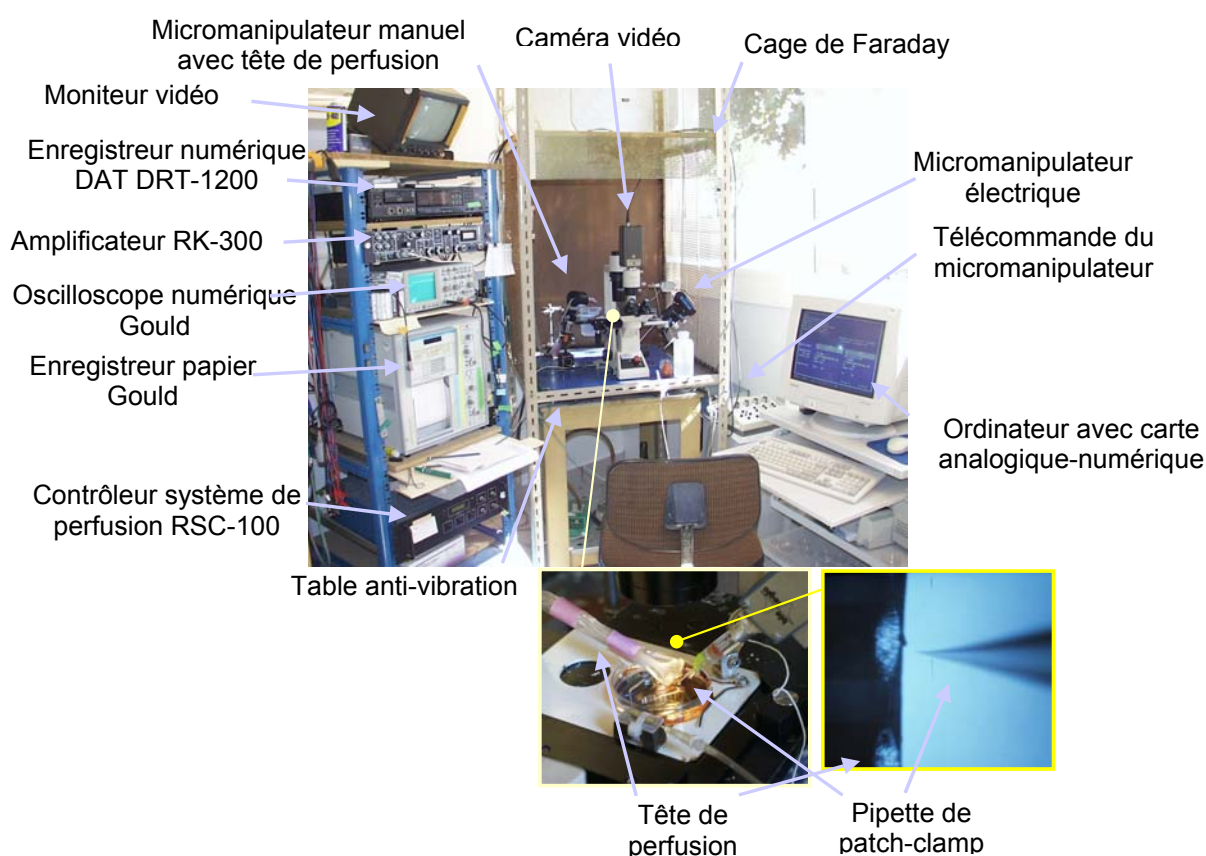 Micromanipulateur manuel
avec tête de perfusion
Caméra vidéo
Cage de Faraday
Moniteur vidéo
Enregistreur numérique
DAT DRT-1200
Amplificateur RK-300
Oscilloscope numérique
Gould
Enregistreur papier
Gould
Contrôleur système de
perfusion RSC-100
Table anti-vibration
Micromanipulateur
électrique
Télécommande du
micromanipulateur
Ordinateur avec carte
analogique-numérique
Tête de
perfusion
Pipette de
patch-clamp